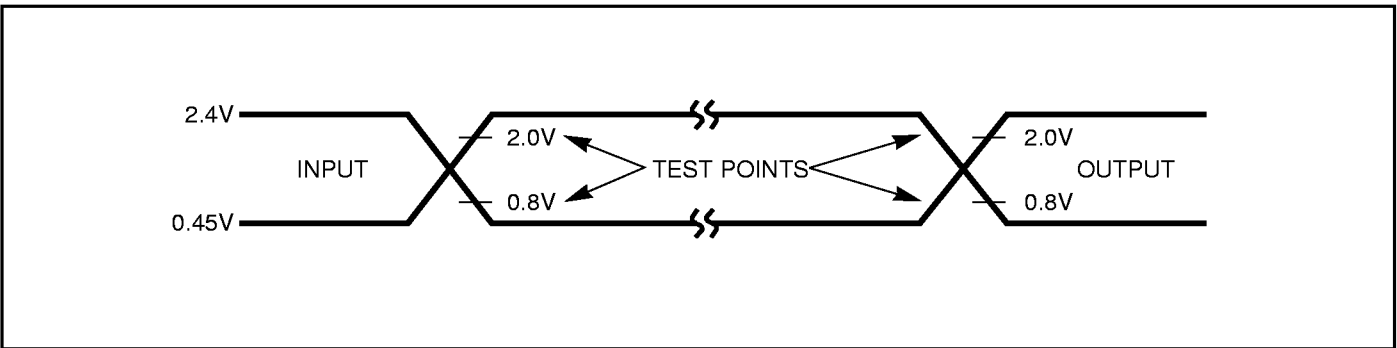 2.4V
2.0V
2.0V
INPUT
TEST POINTS
OUTPUT
0.8V
0.8V
0.45V